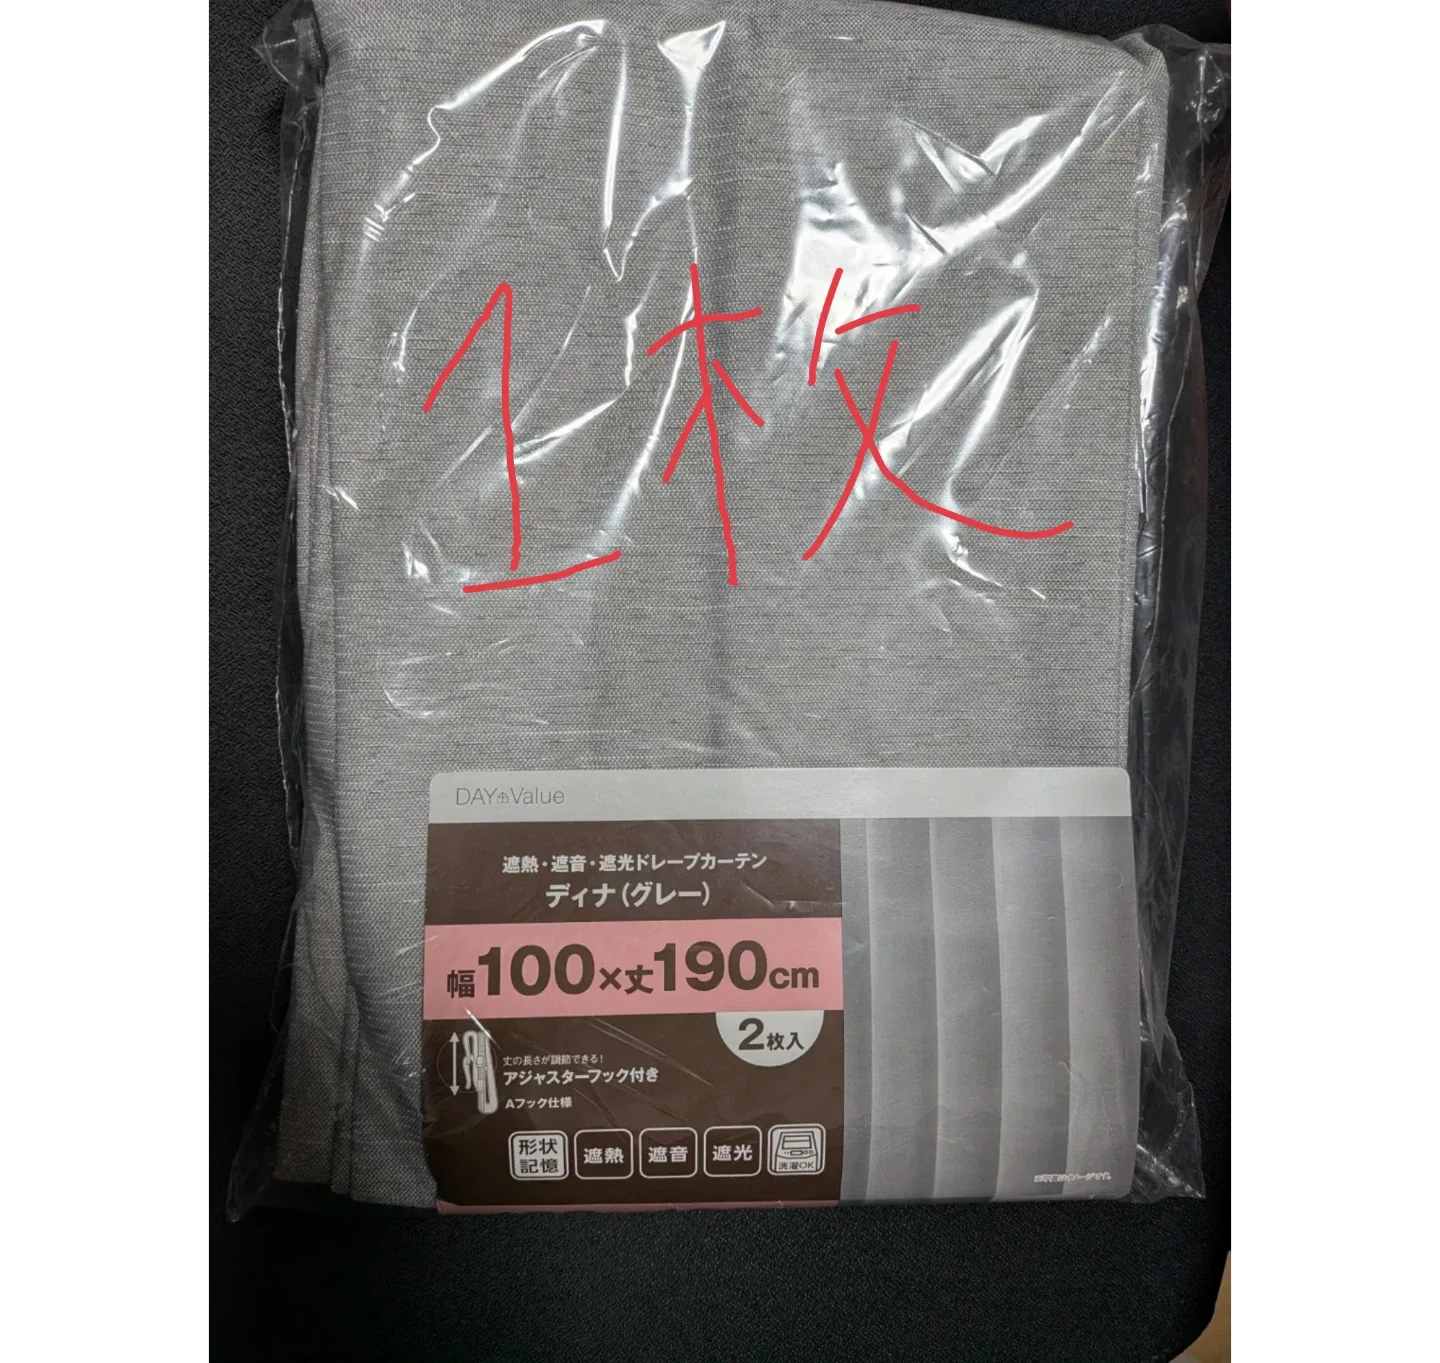 1枚
DAY Value
遮熱・遮音・遮光ドレープカーテン
ディナ(グレー)
幅100×丈190cm
2枚入
丈の長さが調節できる!
アジャスターフック付き
Aフック仕様
形状記憶
遮熱
遮音
遮光
洗濯OK